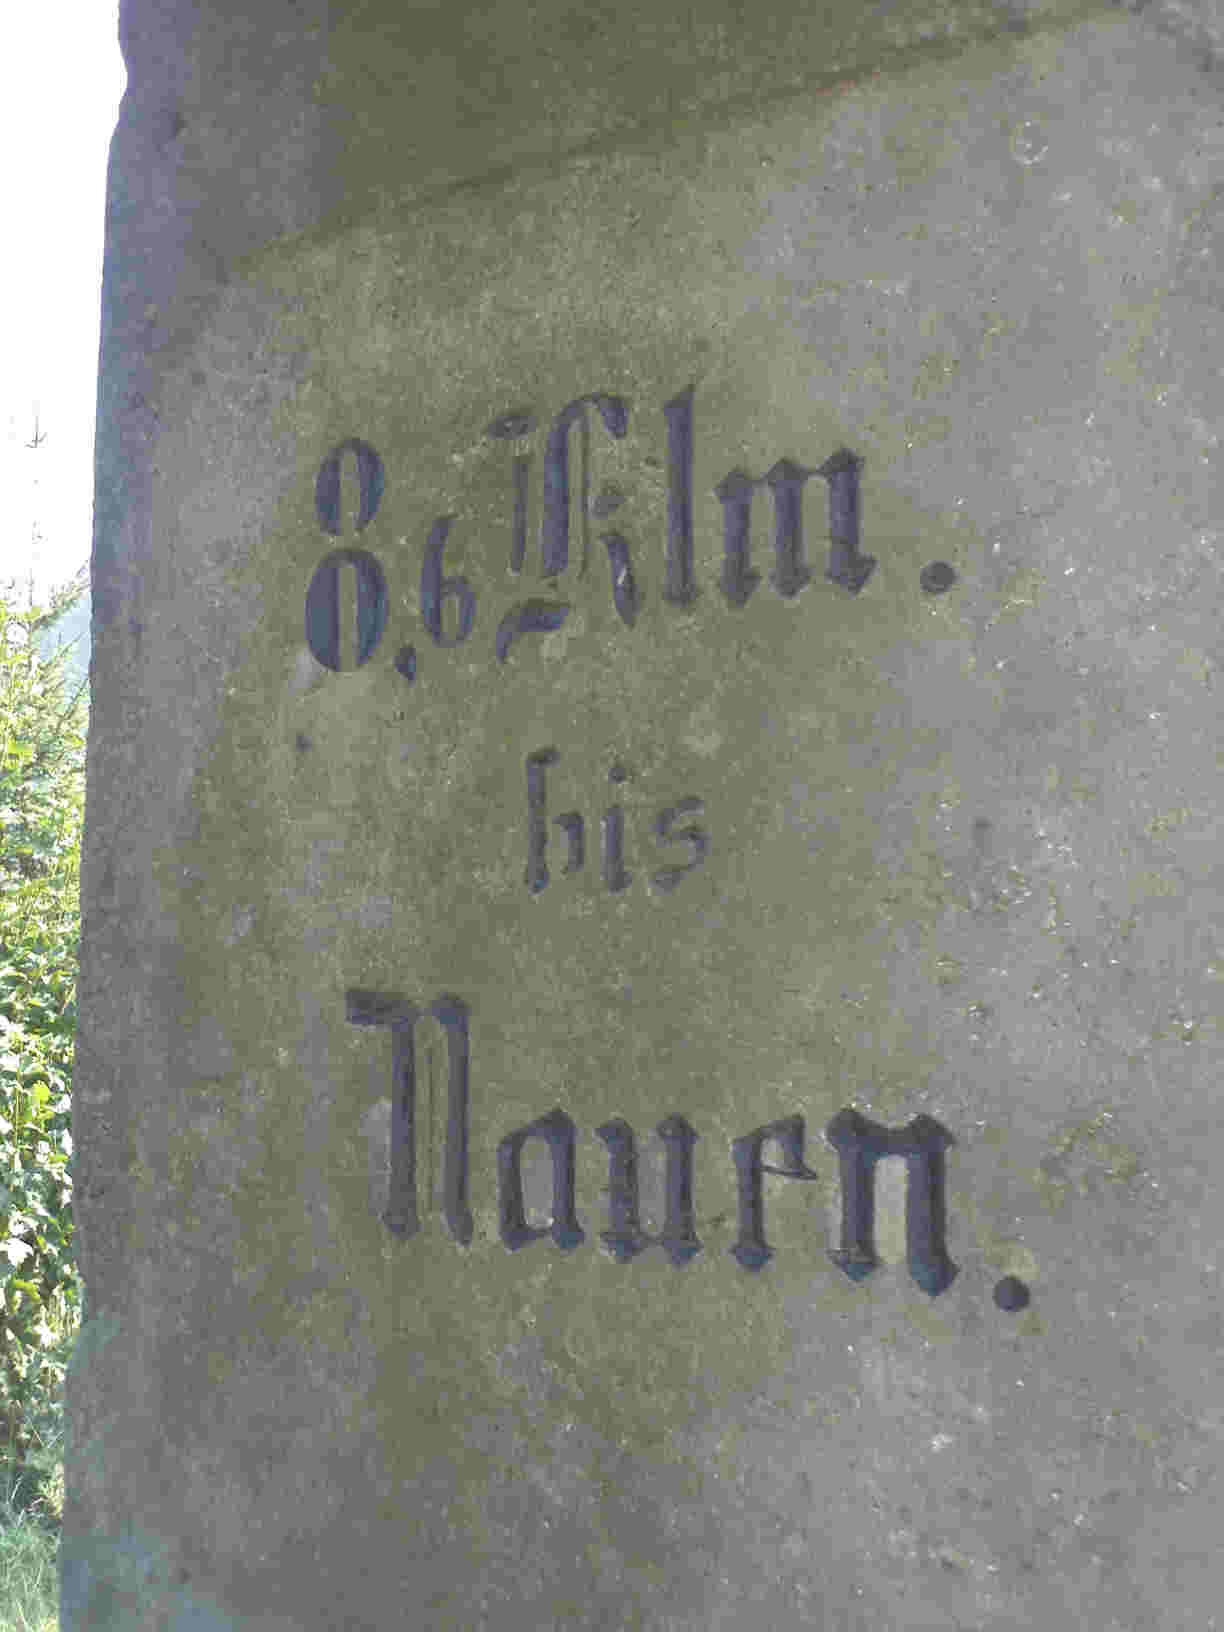 8,6 Klm.
bis
Nauen.